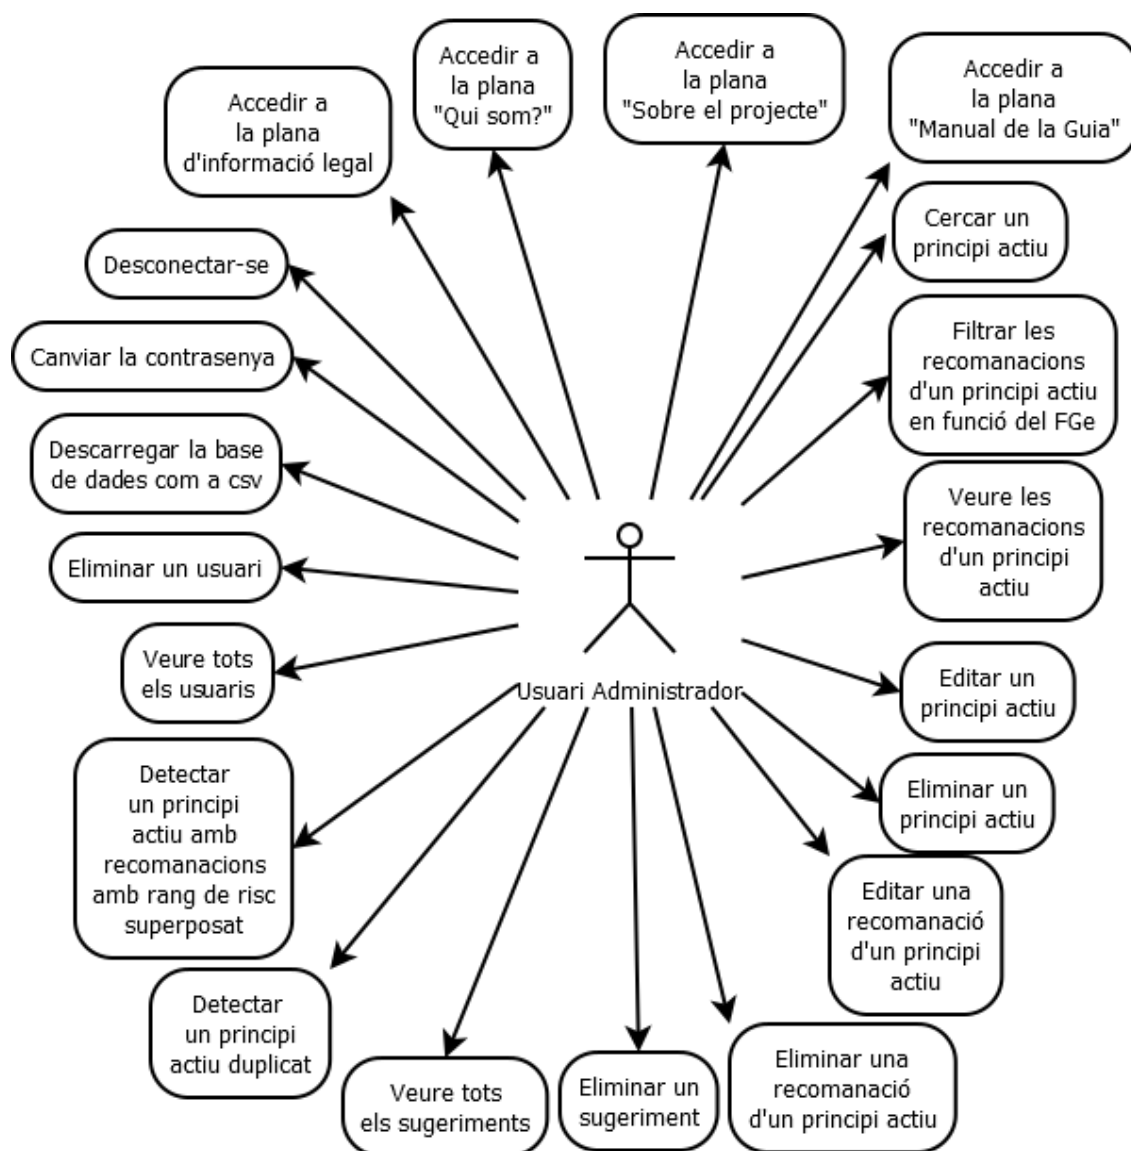 Accedir a
la plana
"Qui som?"
Accedir a
la plana
"Sobre el projecte"
Accedir a
la plana
"Manual de la Guia"
Accedir a
la plana
d'informació legal
Cercar un
principi actiu
Desconectar-se
Filtrar les
recomanacions
d'un principi actiu
en funció del FGe
Canviar la contrasenya
Descarregar la base
de dades com a csv
Veure les
recomanacions
d'un principi
actiu
Eliminar un usuari
Veure tots
els usuaris
Usuari Administrador
Editar un
principi actiu
Detectar
un principi
actiu amb
recomanacions
amb rang de risc
superposat
Eliminar un
principi actiu
Editar una
recomanació
d'un principi
actiu
Detectar
un principi
actiu duplicat
Veure tots
els sugeriments
Eliminar un
sugeriment
Eliminar una
recomanació
d'un principi actiu